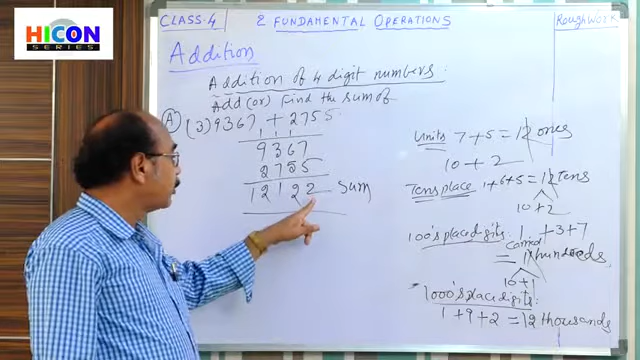 HICON
SERIES
CLASS-4
2 FUNDAMENTAL OPERATIONS
Rough Work
Addition
Addition of 4 digit numbers:
Add (or) Find the sum of
A (3) 9367 + 2755
9367
2755
12122 Sum
Units 7+5 = 12 ones
10 + 2
Tens place 1+6+5 = 12 tens
10+2
100's place digits: 1 + 3 + 7
Carried
= 11 hundreds
10+1
1000's place digits:
1 + 9 + 2 = 12 thousands